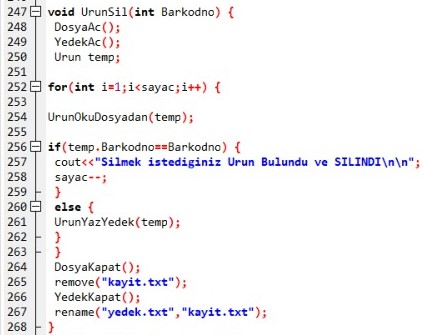 247 void UrunSil(int Barkodno) {
248 DosyaAc();
249 YedekAc();
250 Urun temp;
251
252 for(int i=1;i<sayac;i++) {
253
254 UrunOkuDosyadan(temp);
255
256 if(temp.Barkodno==Barkodno) {
257 cout<<"Silmek istediginiz Urun Bulundu ve SILINDI\n\n";
258 sayac--;
259 }
260 else {
261 UrunYazYedek(temp);
262 }
263 }
264 DosyaKapat();
265 remove("kayit.txt");
266 YedekKapat();
267 rename("yedek.txt","kayit.txt");
268 }